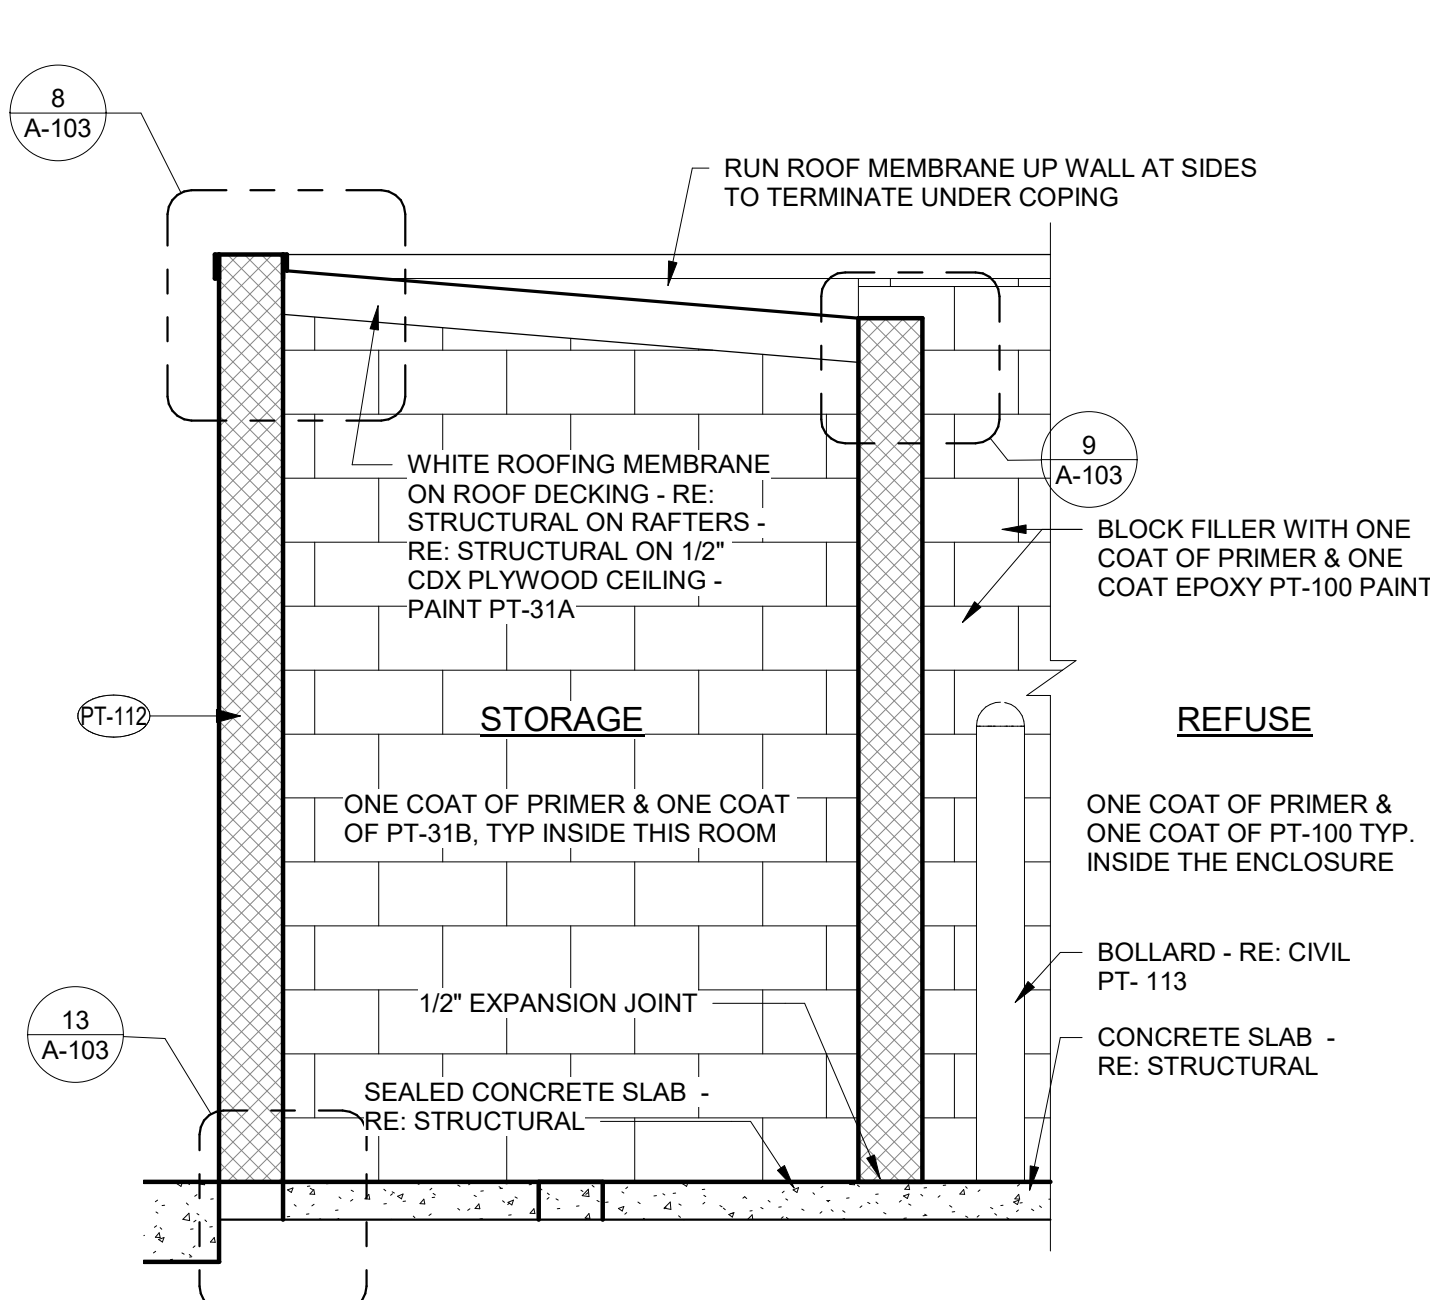 8
A-103
RUN ROOF MEMBRANE UP WALL AT SIDES
TO TERMINATE UNDER COPING
9
A-103
WHITE ROOFING MEMBRANE
ON ROOF DECKING - RE:
STRUCTURAL ON RAFTERS -
RE: STRUCTURAL ON 1/2"
CDX PLYWOOD CEILING -
PAINT PT-31A
BLOCK FILLER WITH ONE
COAT OF PRIMER & ONE
COAT EPOXY PT-100 PAINT
PT-112
STORAGE
REFUSE
ONE COAT OF PRIMER & ONE COAT
OF PT-31B, TYP INSIDE THIS ROOM
ONE COAT OF PRIMER &
ONE COAT OF PT-100 TYP.
INSIDE THE ENCLOSURE
BOLLARD - RE: CIVIL
PT- 113
1/2" EXPANSION JOINT
13
A-103
CONCRETE SLAB -
RE: STRUCTURAL
SEALED CONCRETE SLAB -
RE: STRUCTURAL